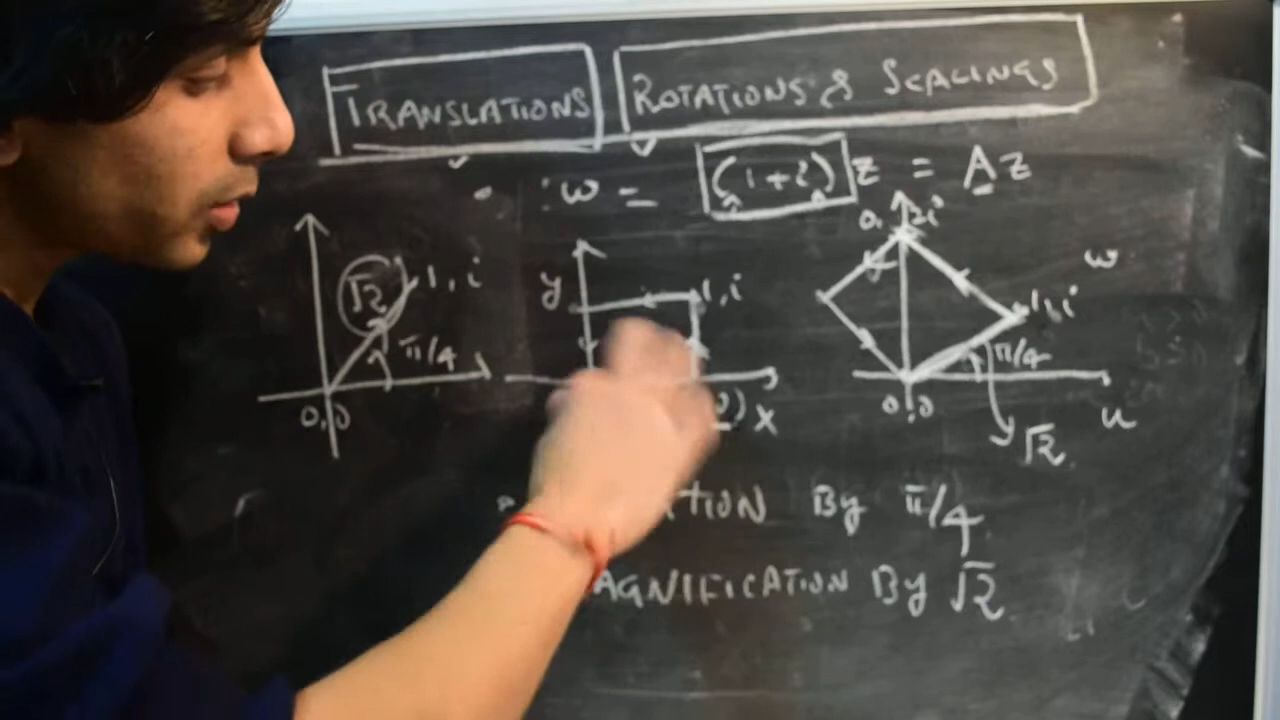 TRANSLATIONS ROTATIONS & SCALINGS
w = (1+i) z = Az
√2 1, i
π/4
0,0
y 1, i
x
0, 2i
w
1, i
π/4
0,0
u
√2
TION BY π/4
AGNIFICATION BY √2